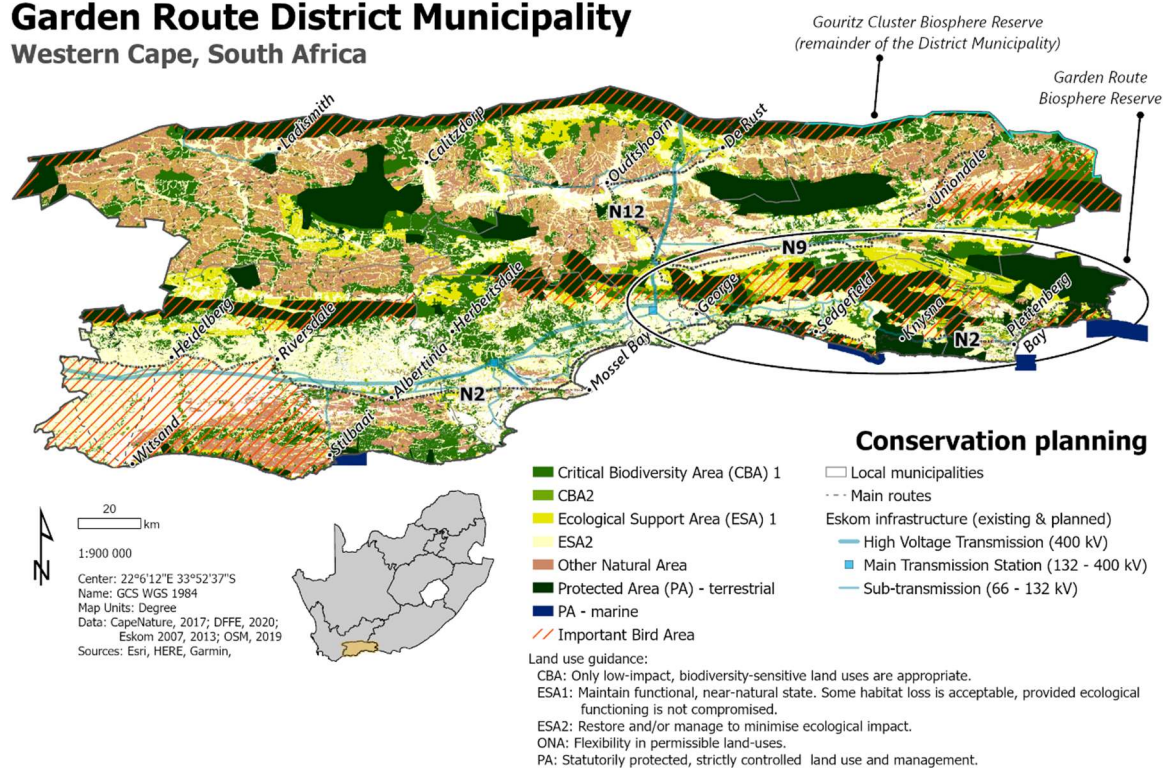 Garden Route District Municipality
Western Cape, South Africa
Gouritz Cluster Biosphere Reserve
(remainder of the District Municipality)
Garden Route
Biosphere Reserve
Ladismith
Calitzdorp
Oudtshoorn
De Rust
Uniondale
N12
N9
Heidelberg
Riversdale
Herbertsdale
George
Sedgefield
Knysna
Plettenberg
Bay
N2
Albertinia
Mossel Bay
N2
Witsand
Stilbaai
Conservation planning
Critical Biodiversity Area (CBA) 1
CBA2
Ecological Support Area (ESA) 1
ESA2
Other Natural Area
Protected Area (PA) - terrestrial
PA - marine
Important Bird Area
Local municipalities
Main routes
Eskom infrastructure (existing & planned)
High Voltage Transmission (400 kV)
Main Transmission Station (132 - 400 kV)
Sub-transmission (66 - 132 kV)
Land use guidance:
CBA: Only low-impact, biodiversity-sensitive land uses are appropriate.
ESA1: Maintain functional, near-natural state. Some habitat loss is acceptable, provided ecological
functioning is not compromised.
ESA2: Restore and/or manage to minimise ecological impact.
ONA: Flexibility in permissible land-uses.
PA: Statutorily protected, strictly controlled land use and management.
N
20
km
1:900 000
Center: 22°6'12"E 33°52'37"S
Name: GCS WGS 1984
Map Units: Degree
Data: CapeNature, 2017; DFFE, 2020;
Eskom 2007, 2013; OSM, 2019
Sources: Esri, HERE, Garmin,